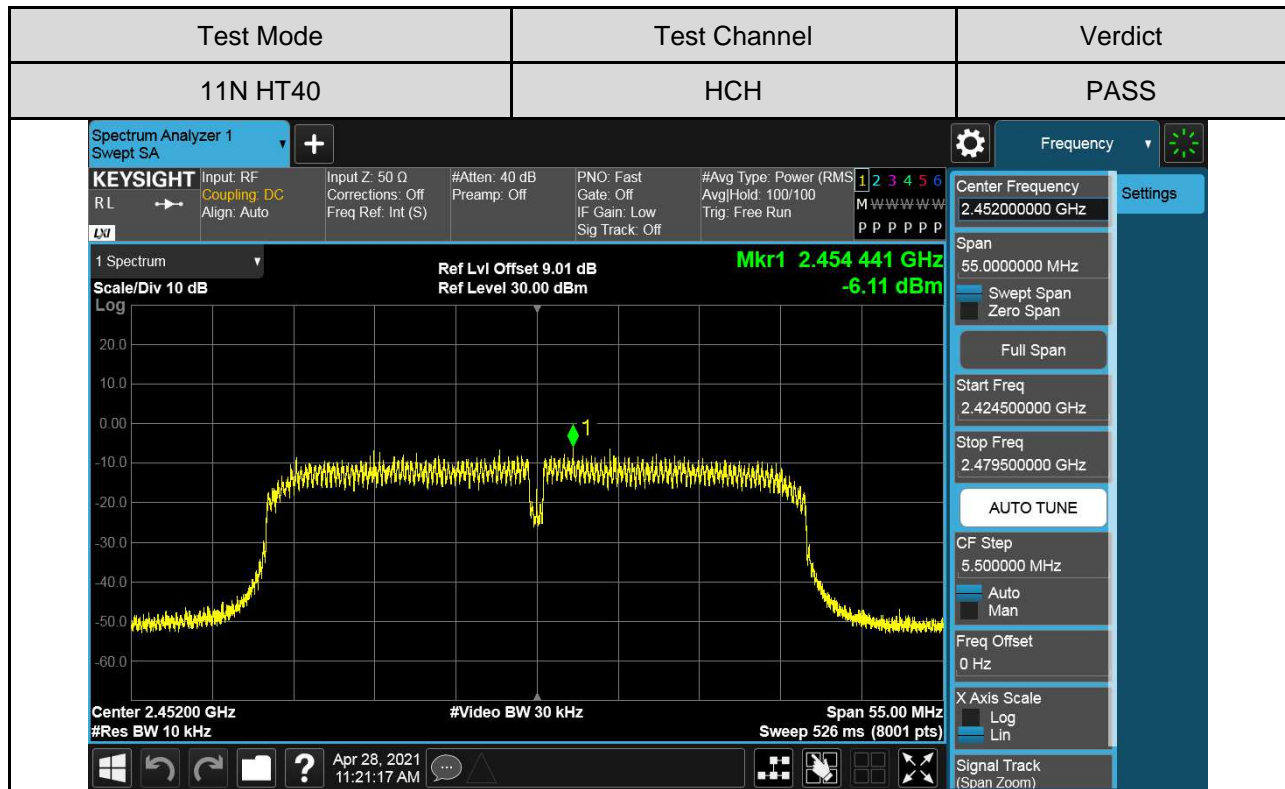 Test Mode Test Channel Verdict
11N HT40 HCH PASS
Spectrum Analyzer 1
Swept SA
Frequency
KEYSIGHT Input: RF Input Z: 50 Ω #Atten: 40 dB PNO: Fast #Avg Type: Power (RMS 1 2 3 4 5 6
RL Coupling: DC Corrections: Off Preamp: Off Gate: Off Avg|Hold: 100/100 M W W W W W
Align: Auto Freq Ref: Int (S) IF Gain: Low Trig: Free Run
LXI Sig Track: Off P P P P P P
1 Spectrum Ref Lvl Offset 9.01 dB Mkr1 2.454 441 GHz
Scale/Div 10 dB Ref Level 30.00 dBm -6.11 dBm
Log
20.0
10.0
0.00
1
-10.0
-20.0
-30.0
-40.0
-50.0
-60.0
Center 2.45200 GHz #Video BW 30 kHz Span 55.00 MHz
#Res BW 10 kHz Sweep 526 ms (8001 pts)
Apr 28, 2021
11:21:17 AM
Center Frequency Settings
2.452000000 GHz
Span
55.0000000 MHz
Swept Span
Zero Span
Full Span
Start Freq
2.424500000 GHz
Stop Freq
2.479500000 GHz
AUTO TUNE
CF Step
5.500000 MHz
Auto
Man
Freq Offset
0 Hz
X Axis Scale
Log
Lin
Signal Track
(Span Zoom)